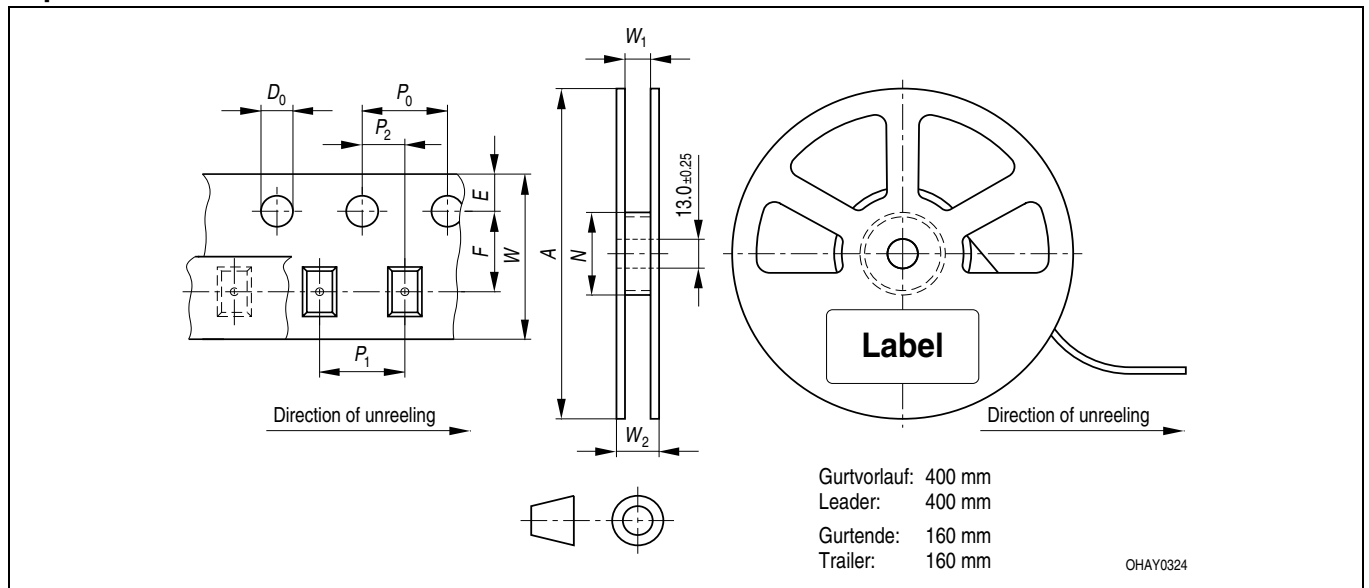 W₁
D₀
P₀
P₂
E
F
W
A
N
13.0 ±0.25
P₁
Label
Direction of unreeling
W₂
Direction of unreeling
Gurtvorlauf: 400 mm
Leader: 400 mm
Gurtende: 160 mm
Trailer: 160 mm
OHAY0324